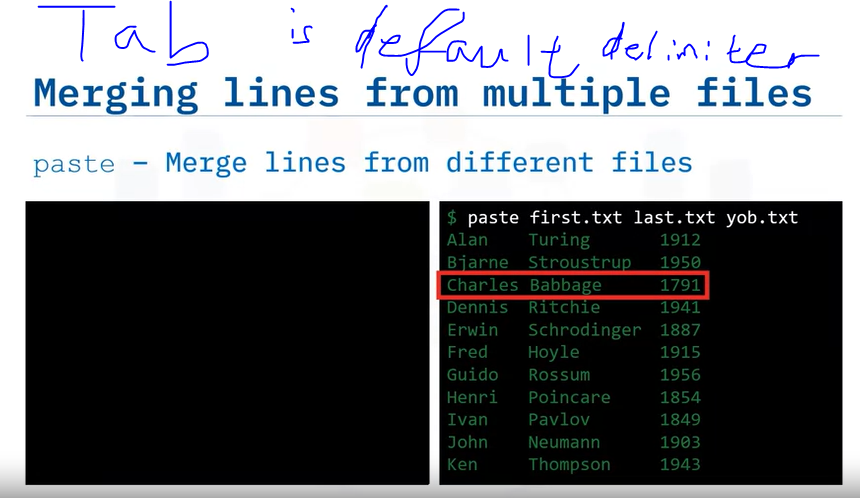 Tab is default delimiter
Merging lines from multiple files
paste – Merge lines from different files
$ paste first.txt last.txt yob.txt
Alan Turing 1912
Bjarne Stroustrup 1950
Charles Babbage 1791
Dennis Ritchie 1941
Erwin Schrodinger 1887
Fred Hoyle 1915
Guido Rossum 1956
Henri Poincare 1854
Ivan Pavlov 1849
John Neumann 1903
Ken Thompson 1943